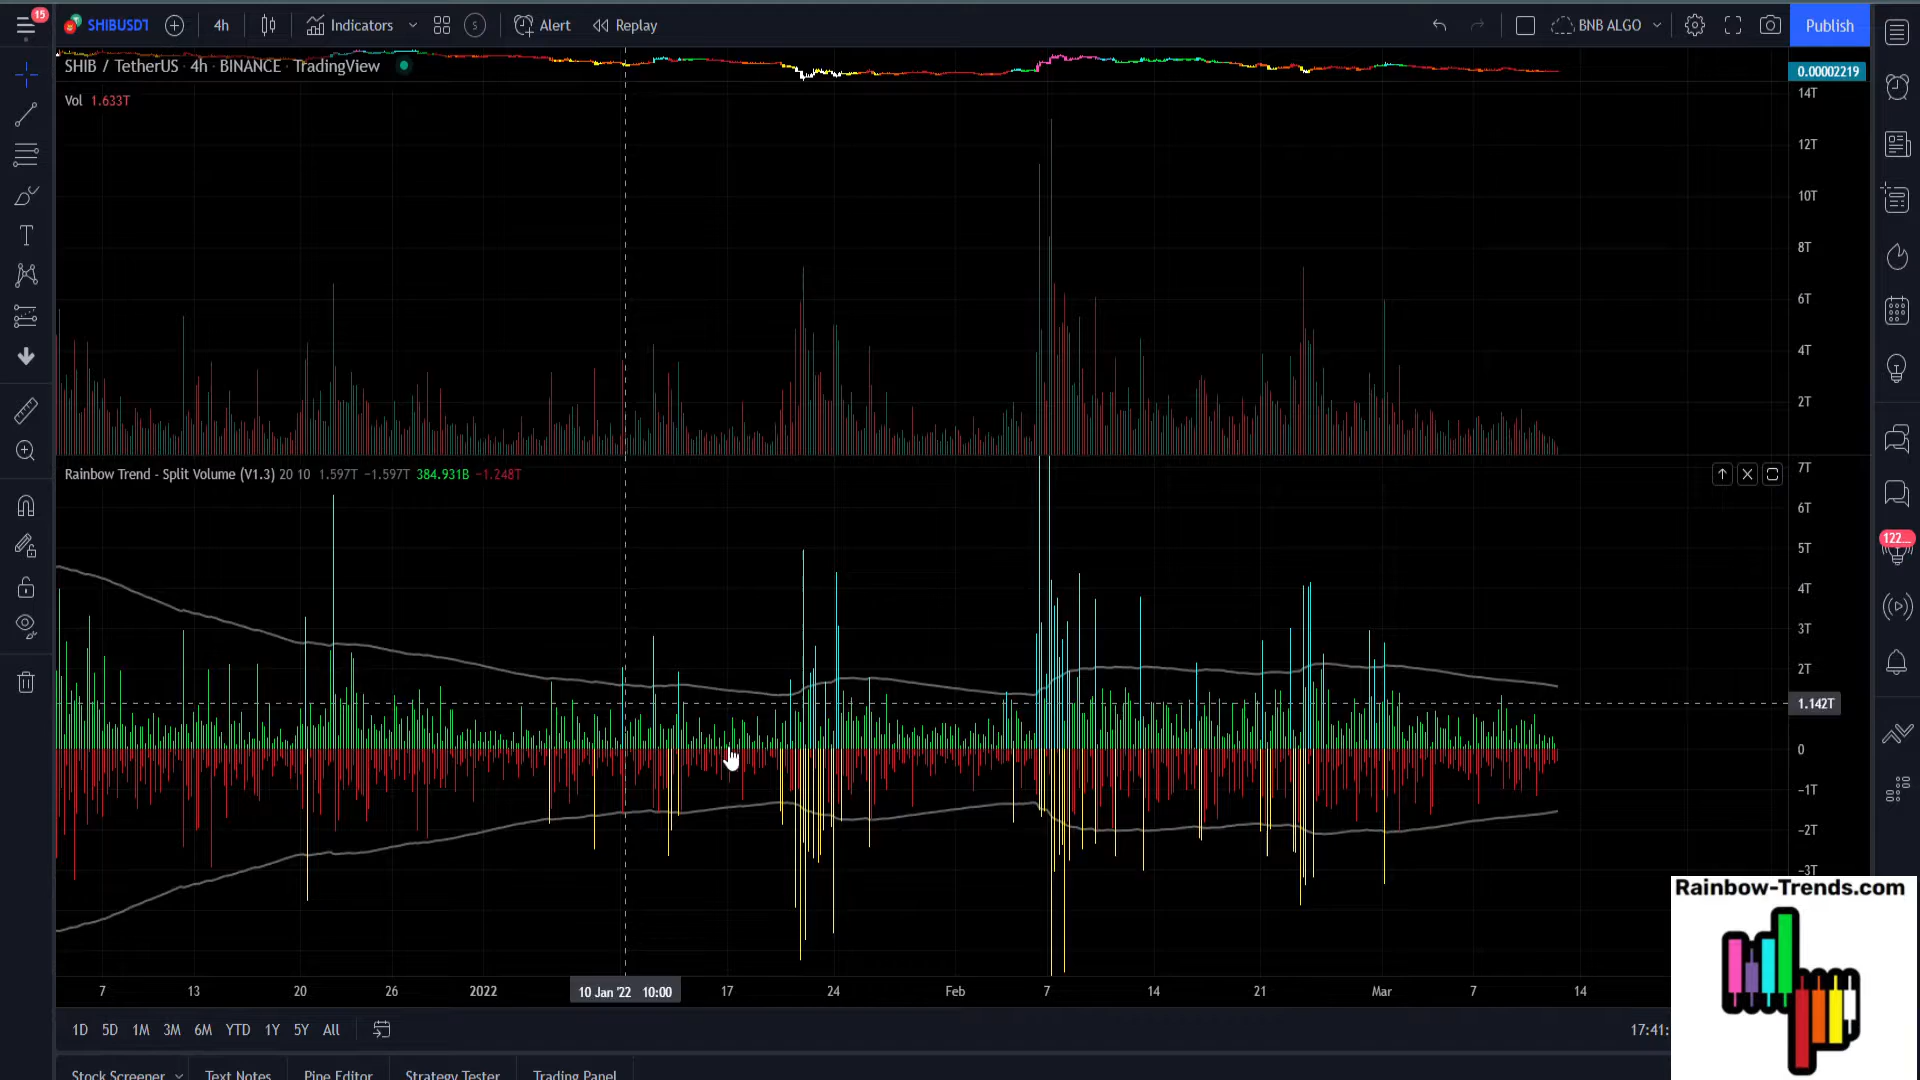 15
SHIBUSDT
4h
Indicators
Alert
Replay
BNB ALGO
Publish
SHIB / TetherUS · 4h · BINANCE · TradingView
0.00002219
Vol 1.633T
14T
12T
10T
8T
6T
4T
2T
Rainbow Trend - Split Volume (V1.3) 20 10 1.597T −1.597T 384.931B −1.248T
7T
6T
5T
4T
3T
2T
1.142T
0
−1T
−2T
−3T
122...
Rainbow-Trends.com
7
13
20
26
2022
10 Jan '22 10:00
17
24
Feb
7
14
21
Mar
7
14
1D 5D 1M 3M 6M YTD 1Y 5Y All
17:41:
Stock Screener
Text Notes
Pine Editor
Strategy Tester
Trading Panel